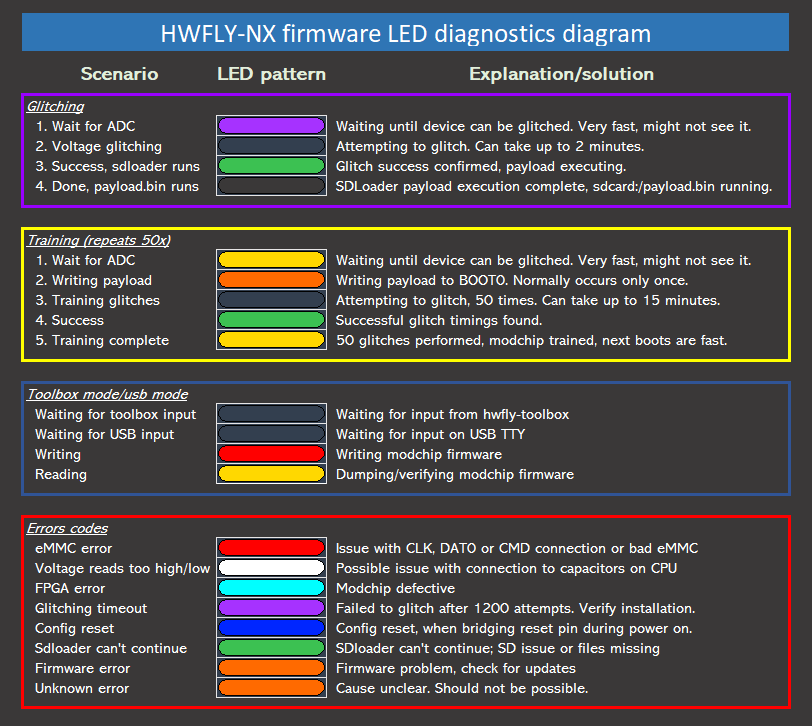 HWFLY-NX firmware LED diagnostics diagram
Scenario LED pattern Explanation/solution
Glitching
1. Wait for ADC Waiting until device can be glitched. Very fast, might not see it.
2. Voltage glitching Attempting to glitch. Can take up to 2 minutes.
3. Success, sdloader runs Glitch success confirmed, payload executing.
4. Done, payload.bin runs SDLoader payload execution complete, sdcard:/payload.bin running.
Training (repeats 50x)
1. Wait for ADC Waiting until device can be glitched. Very fast, might not see it.
2. Writing payload Writing payload to BOOT0. Normally occurs only once.
3. Training glitches Attempting to glitch, 50 times. Can take up to 15 minutes.
4. Success Successful glitch timings found.
5. Training complete 50 glitches performed, modchip trained, next boots are fast.
Toolbox mode/usb mode
Waiting for toolbox input Waiting for input from hwfly-toolbox
Waiting for USB input Waiting for input on USB TTY
Writing Writing modchip firmware
Reading Dumping/verifying modchip firmware
Errors codes
eMMC error Issue with CLK, DAT0 or CMD connection or bad eMMC
Voltage reads too high/low Possible issue with connection to capacitors on CPU
FPGA error Modchip defective
Glitching timeout Failed to glitch after 1200 attempts. Verify installation.
Config reset Config reset, when bridging reset pin during power on.
Sdloader can't continue SDloader can't continue; SD issue or files missing
Firmware error Firmware problem, check for updates
Unknown error Cause unclear. Should not be possible.